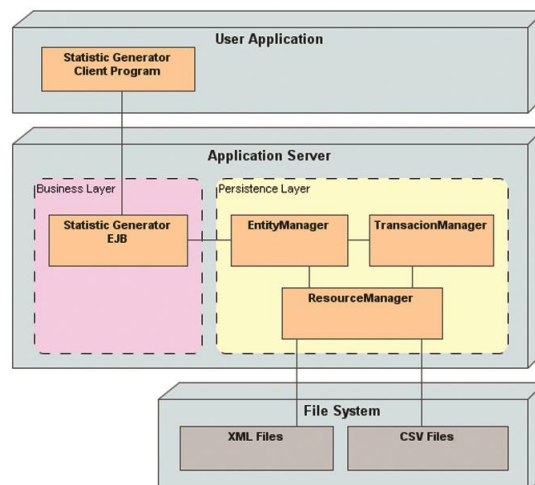 User Application
Statistic Generator
Client Program
Application Server
Business Layer
Persistence Layer
Statistic Generator
EJB
EntityManager
TransacionManager
ResourceManager
File System
XML Files
CSV Files